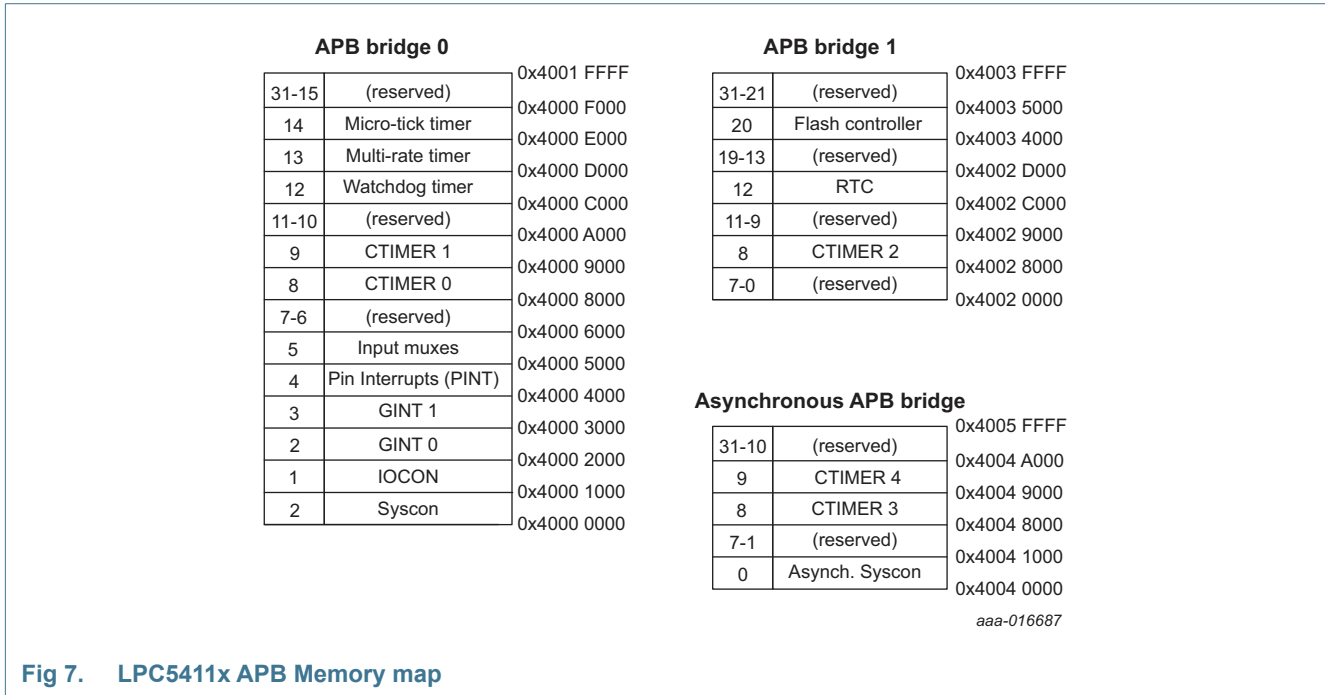 APB bridge 0
0x4001 FFFF
31-15 (reserved)
0x4000 F000
14 Micro-tick timer
0x4000 E000
13 Multi-rate timer
0x4000 D000
12 Watchdog timer
0x4000 C000
11-10 (reserved)
0x4000 A000
9 CTIMER 1
0x4000 9000
8 CTIMER 0
0x4000 8000
7-6 (reserved)
0x4000 6000
5 Input muxes
0x4000 5000
4 Pin Interrupts (PINT)
0x4000 4000
3 GINT 1
0x4000 3000
2 GINT 0
0x4000 2000
1 IOCON
0x4000 1000
2 Syscon
0x4000 0000
APB bridge 1
0x4003 FFFF
31-21 (reserved)
0x4003 5000
20 Flash controller
0x4003 4000
19-13 (reserved)
0x4002 D000
12 RTC
0x4002 C000
11-9 (reserved)
0x4002 9000
8 CTIMER 2
0x4002 8000
7-0 (reserved)
0x4002 0000
Asynchronous APB bridge
0x4005 FFFF
31-10 (reserved)
0x4004 A000
9 CTIMER 4
0x4004 9000
8 CTIMER 3
0x4004 8000
7-1 (reserved)
0x4004 1000
0 Asynch. Syscon
0x4004 0000
aaa-016687
Fig 7. LPC5411x APB Memory map